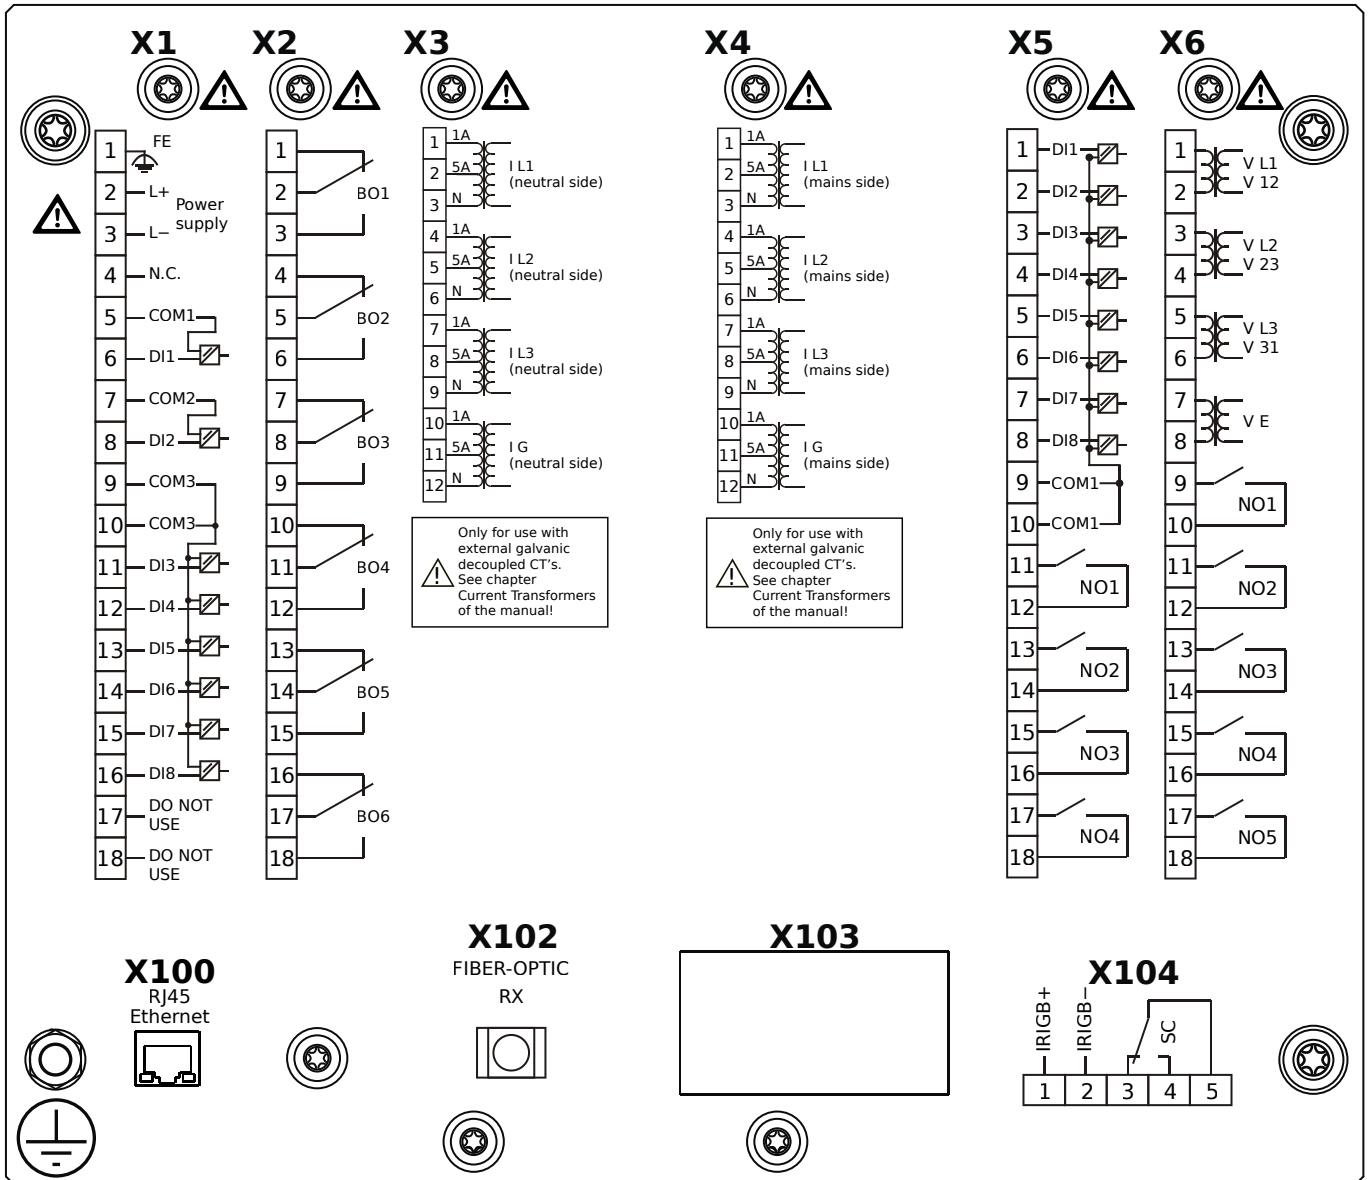 X1
X2
X3
X4
X5
X6
1
FE
2
L+
Power
supply
3
L−
4
N.C.
5
COM1
6
DI1
7
COM2
8
DI2
9
COM3
10
COM3
11
DI3
12
DI4
13
DI5
14
DI6
15
DI7
16
DI8
17
DO NOT
USE
18
DO NOT
USE
1
2
BO1
3
4
5
BO2
6
7
8
BO3
9
10
11
BO4
12
13
14
BO5
15
16
17
BO6
18
1
1A
2
5A
I L1
(neutral side)
3
N
4
1A
5
5A
I L2
(neutral side)
6
N
7
1A
8
5A
I L3
(neutral side)
9
N
10
1A
11
5A
I G
(neutral side)
12
N
Only for use with
external galvanic
decoupled CT’s.
See chapter
Current Transformers
of the manual!
1
1A
2
5A
I L1
(mains side)
3
N
4
1A
5
5A
I L2
(mains side)
6
N
7
1A
8
5A
I L3
(mains side)
9
N
10
1A
11
5A
I G
(mains side)
12
N
Only for use with
external galvanic
decoupled CT’s.
See chapter
Current Transformers
of the manual!
1
DI1
2
DI2
3
DI3
4
DI4
5
DI5
6
DI6
7
DI7
8
DI8
9
COM1
10
COM1
11
NO1
12
13
NO2
14
15
NO3
16
17
NO4
18
1
V L1
V 12
2
3
V L2
V 23
4
5
V L3
V 31
6
7
V E
8
9
NO1
10
11
NO2
12
13
NO3
14
15
NO4
16
17
NO5
18
X100
RJ45
Ethernet
X102
FIBER-OPTIC
RX
X103
X104
IRIGB+
IRIGB−
SC
1 2 3 4 5